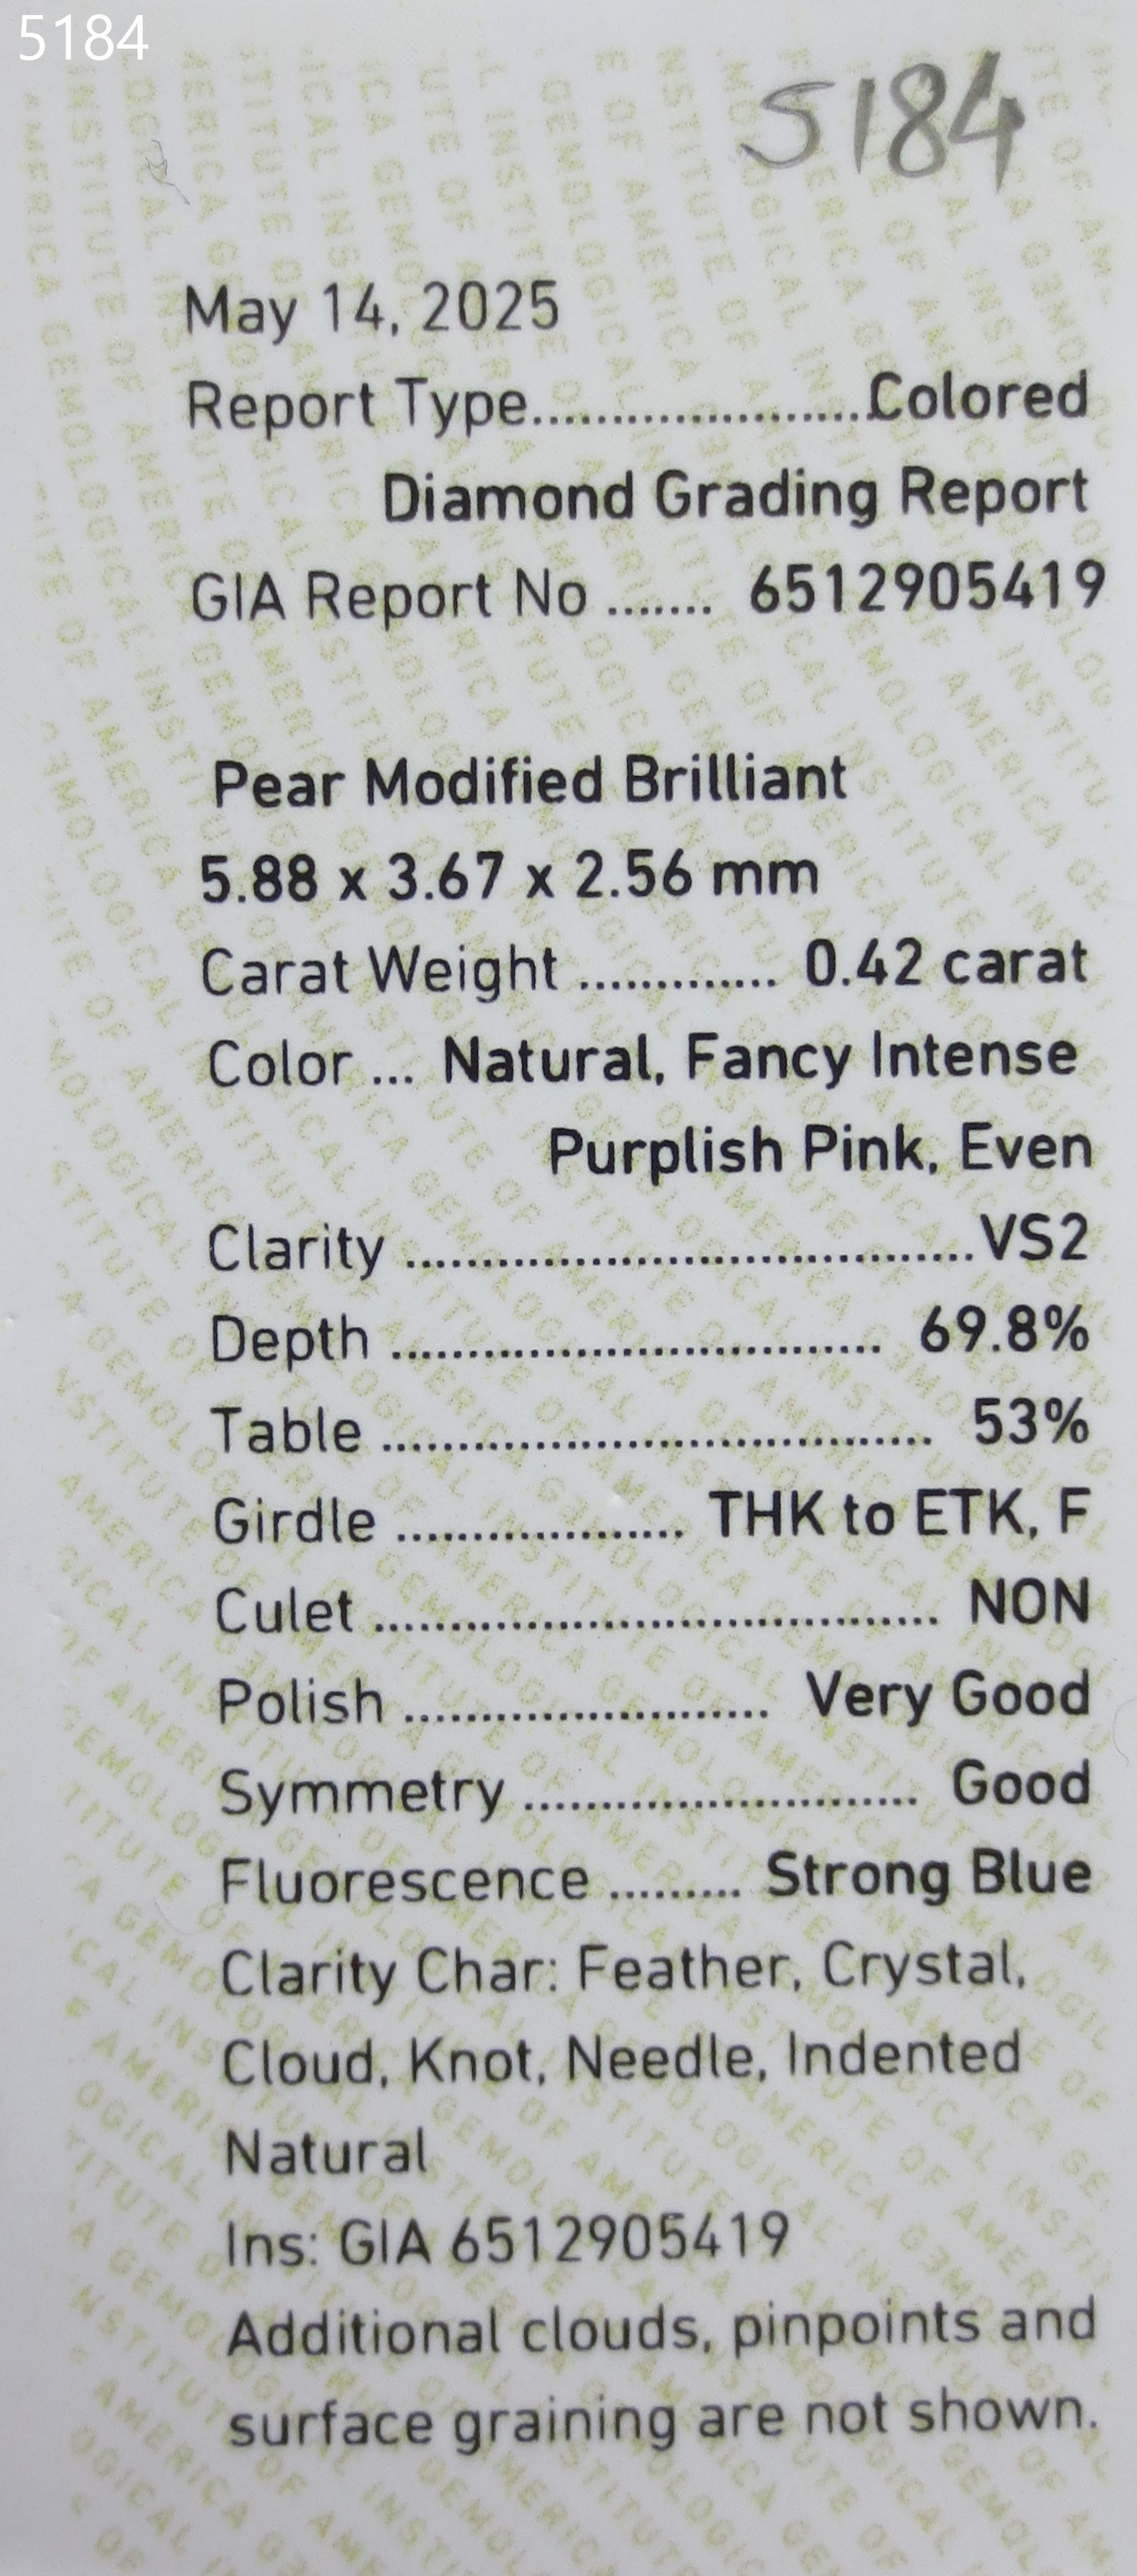 5184
5184
May 14, 2025
Report Type.....................Colored
Diamond Grading Report
GIA Report No ....... 6512905419
Pear Modified Brilliant
5.88 x 3.67 x 2.56 mm
Carat Weight ............. 0.42 carat
Color ... Natural, Fancy Intense
Purplish Pink, Even
Clarity .....................................VS2
Depth ................................ 69.8%
Table .................................... 53%
Girdle ................... THK to ETK, F
Culet ..................................... NON
Polish ........................ Very Good
Symmetry .......................... Good
Fluorescence ......... Strong Blue
Clarity Char: Feather, Crystal,
Cloud, Knot, Needle, Indented
Natural
Ins: GIA 6512905419
Additional clouds, pinpoints and
surface graining are not shown.